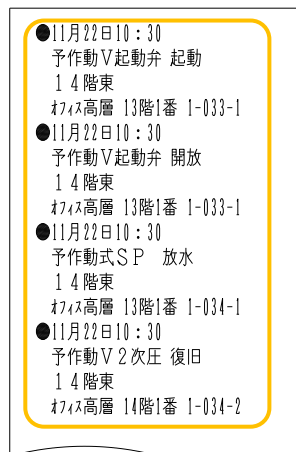 ●11月22日10：30
予作動V起動弁 起動
１４階東
ｵﾌｨｽ高層 13階1番 1-033-1
●11月22日10：30
予作動V起動弁 開放
１４階東
ｵﾌｨｽ高層 13階1番 1-033-1
●11月22日10：30
予作動式ＳＰ　放水
１４階東
ｵﾌｨｽ高層 13階1番 1-034-1
●11月22日10：30
予作動Ｖ２次圧 復旧
１４階東
ｵﾌｨｽ高層 14階1番 1-034-2